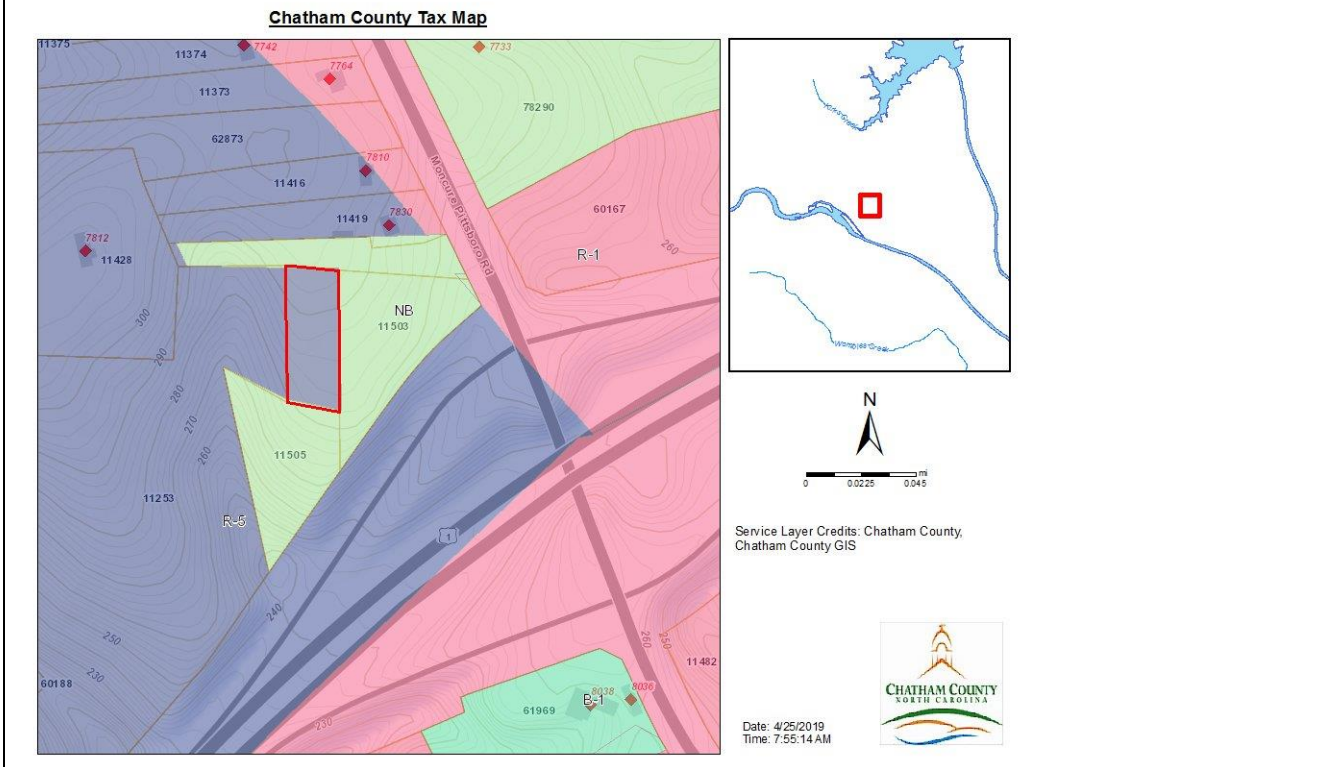 Chatham County Tax Map
11375
11374
7742
7733
7764
11373
78290
62873
7810
11416
Moncure Pittsboro Rd
60167
11419
7830
7812
11428
R-1
260
300
NB
11503
290
280
270
260
11505
11253
R-5
1
240
250
230
60188
260
250
11482
8036
8038
B-1
61969
230
N
mi
0
0.0225
0.045
Service Layer Credits: Chatham County,
Chatham County GIS
CHATHAM COUNTY
NORTH CAROLINA
Date: 4/25/2019
Time: 7:55:14 AM